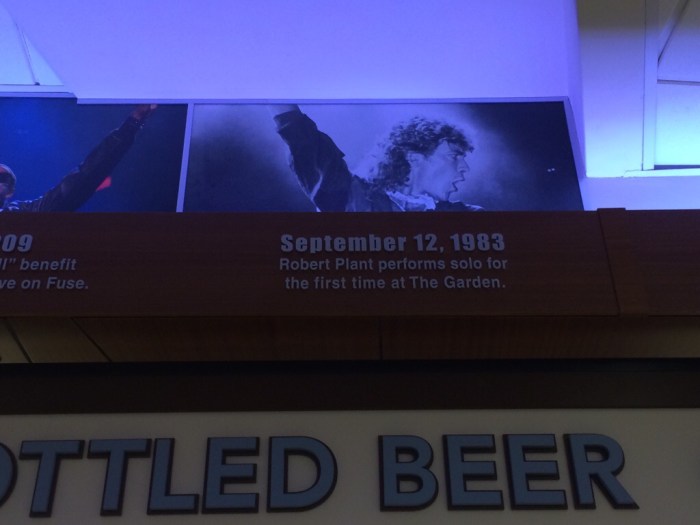 09
" benefit
ve on Fuse.
September 12, 1983
Robert Plant performs solo for
the first time at The Garden.
OTTLED BEER